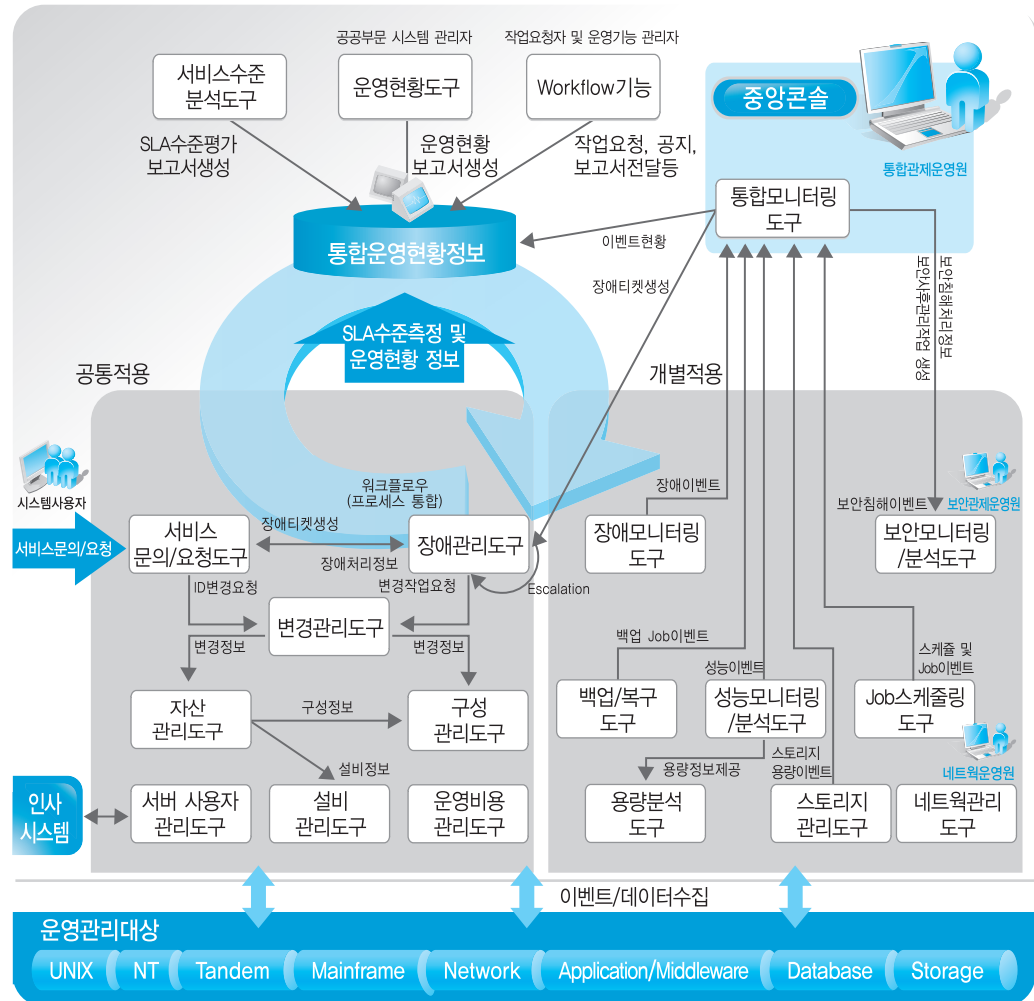 공공부문 시스템 관리자
작업요청자 및 운영기능 관리자
서비스수준
분석도구
운영현황도구
Workflow기능
중앙콘솔
통합관제운영원
SLA수준평가
보고서생성
운영현황
보고서생성
작업요청, 공지,
보고서전달등
통합모니터링
도구
통합운영현황정보
이벤트현황
장애티켓생성
보안침해처리정보
보안사후관리작업 생성
SLA수준측정 및
운영현황 정보
공통적용
개별적용
시스템사용자
서비스문의/요청
워크플로우
(프로세스 통합)
서비스
문의/요청도구
장애티켓생성
장애처리정보
장애관리도구
장애이벤트
장애모니터링
도구
보안침해이벤트
보안관제운영원
보안모니터링
/분석도구
ID변경요청
변경작업요청
Escalation
변경관리도구
변경정보
변경정보
백업 Job이벤트
성능이벤트
스케쥴 및
Job이벤트
자산
관리도구
구성정보
구성
관리도구
백업/복구
도구
성능모니터링
/분석도구
Job스케줄링
도구
설비정보
용량정보제공
스토리지
용량이벤트
네트웍운영원
인사
시스템
서버 사용자
관리도구
설비
관리도구
운영비용
관리도구
용량분석
도구
스토리지
관리도구
네트웍관리
도구
이벤트/데이터수집
운영관리대상
UNIX
NT
Tandem
Mainframe
Network
Application/Middleware
Database
Storage